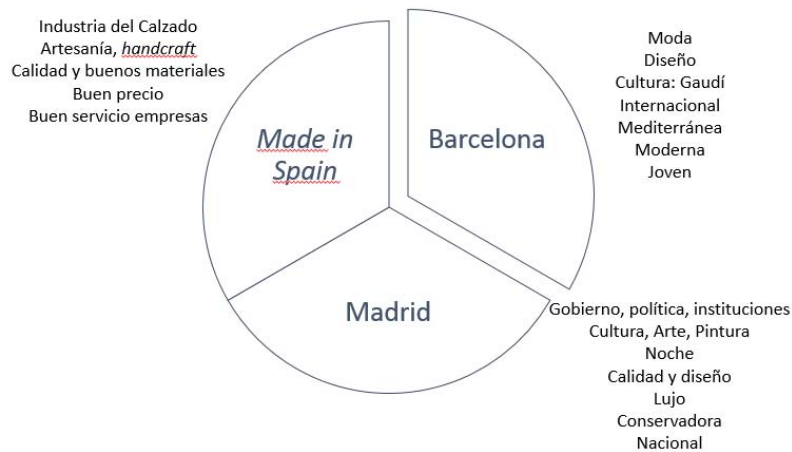 Industria del Calzado
Artesanía, handcraft
Calidad y buenos materiales
Buen precio
Buen servicio empresas
Made in
Spain
Barcelona
Moda
Diseño
Cultura: Gaudí
Internacional
Mediterránea
Moderna
Joven
Madrid
Gobierno, política, instituciones
Cultura, Arte, Pintura
Noche
Calidad y diseño
Lujo
Conservadora
Nacional